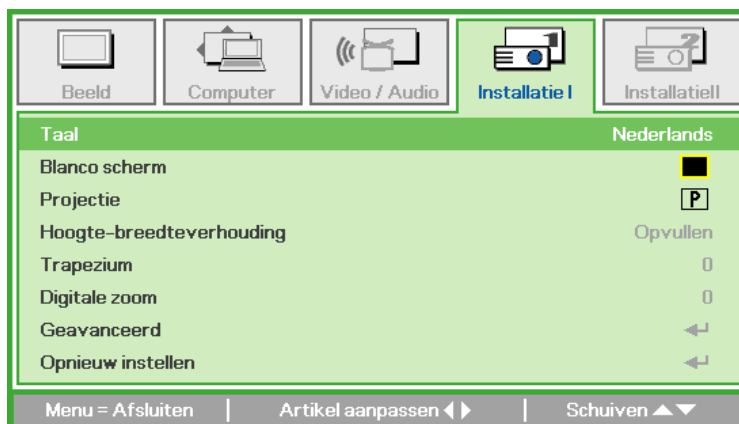 Beeld Computer Video / Audio Installatie I InstallatieII
Taal Nederlands
Blanco scherm
Projectie P
Hoogte-breedteverhouding Opvullen
Trapezium 0
Digitale zoom 0
Geavanceerd
Opnieuw instellen
Menu = Afsluiten Artikel aanpassen Schuiven